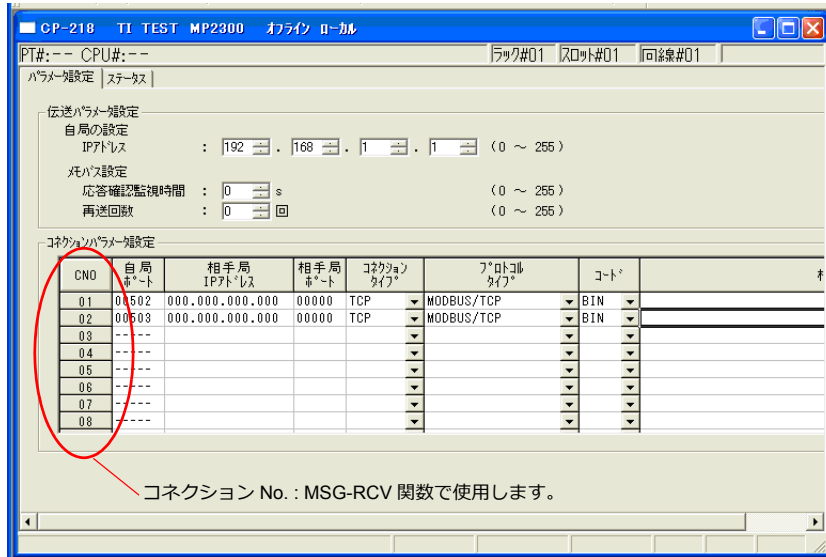 CP-218 TI TEST MP2300 ｵﾌﾗｲﾝ ﾛｰｶﾙ
PT#:-- CPU#:-- ﾗｯｸ#01 ｽﾛｯﾄ#01 回線#01
ﾊﾟﾗﾒｰﾀ設定 ｽﾃｰﾀｽ
伝送ﾊﾟﾗﾒｰﾀ設定
自局の設定
IPｱﾄﾞﾚｽ : 192 . 168 . 1 . 1 (0 ～ 255)
ﾒﾓﾊﾞｽ設定
応答確認監視時間 : 0 s (0 ～ 255)
再送回数 : 0 回 (0 ～ 255)
ｺﾈｸｼｮﾝﾊﾟﾗﾒｰﾀ設定
CNO 自局ﾎﾟｰﾄ 相手局IPｱﾄﾞﾚｽ 相手局ﾎﾟｰﾄ ｺﾈｸｼｮﾝﾀｲﾌﾟ ﾌﾟﾛﾄｺﾙﾀｲﾌﾟ ｺｰﾄﾞ
01 00502 000.000.000.000 00000 TCP MODBUS/TCP BIN
02 00503 000.000.000.000 00000 TCP MODBUS/TCP BIN
03 -----
04 -----
05 -----
06 -----
07 -----
08 -----
コネクション No. : MSG-RCV 関数で使用します。